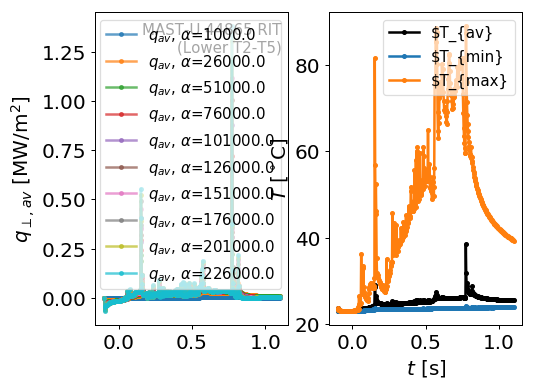 MAST-U 44865 RIT
(Lower T2-T5)
q_av, α=1000.0
q_av, α=26000.0
q_av, α=51000.0
q_av, α=76000.0
q_av, α=101000.0
q_av, α=126000.0
q_av, α=151000.0
q_av, α=176000.0
q_av, α=201000.0
q_av, α=226000.0
q⊥, av [MW/m²]
1.25
1.00
0.75
0.50
0.25
0.00
0.0 0.5 1.0
$T_{av}
$T_{min}
$T_{max}
T [°C]
80
60
40
20
0.0 0.5 1.0
t [s]